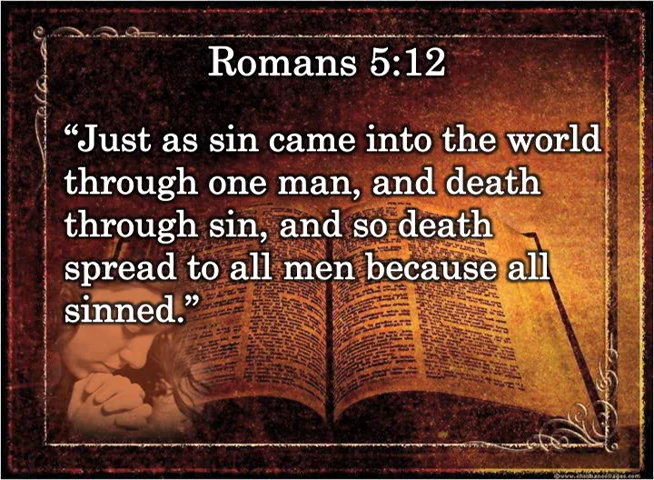 Romans 5:12
“Just as sin came into the world
through one man, and death
through sin, and so death
spread to all men because all
sinned.”